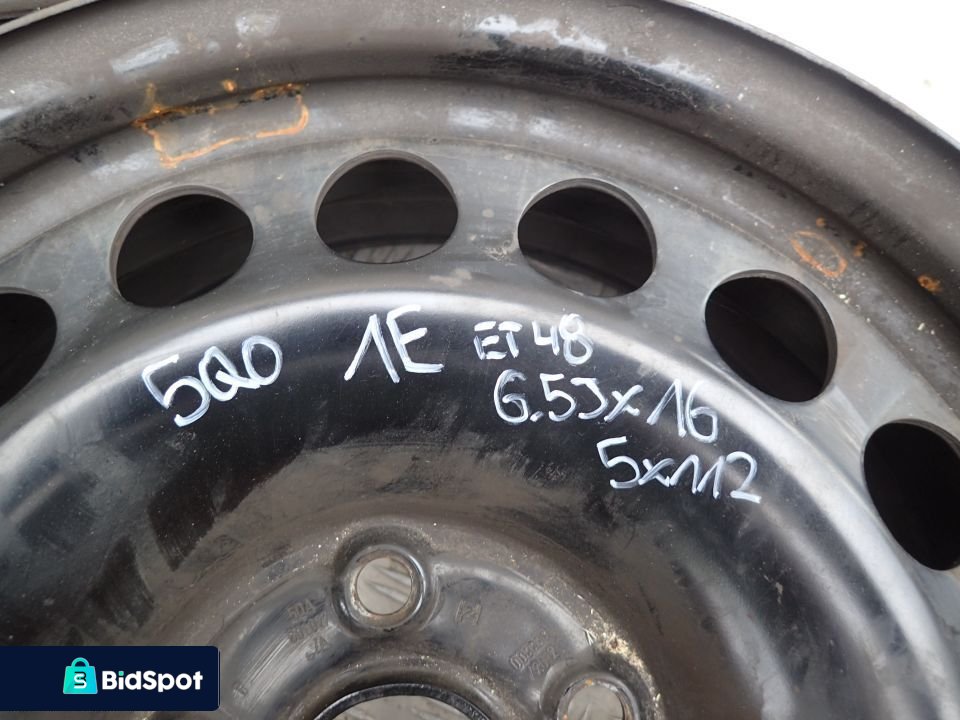 5Q0 1E ET48
6.5Jx16
5x112
BidSpot